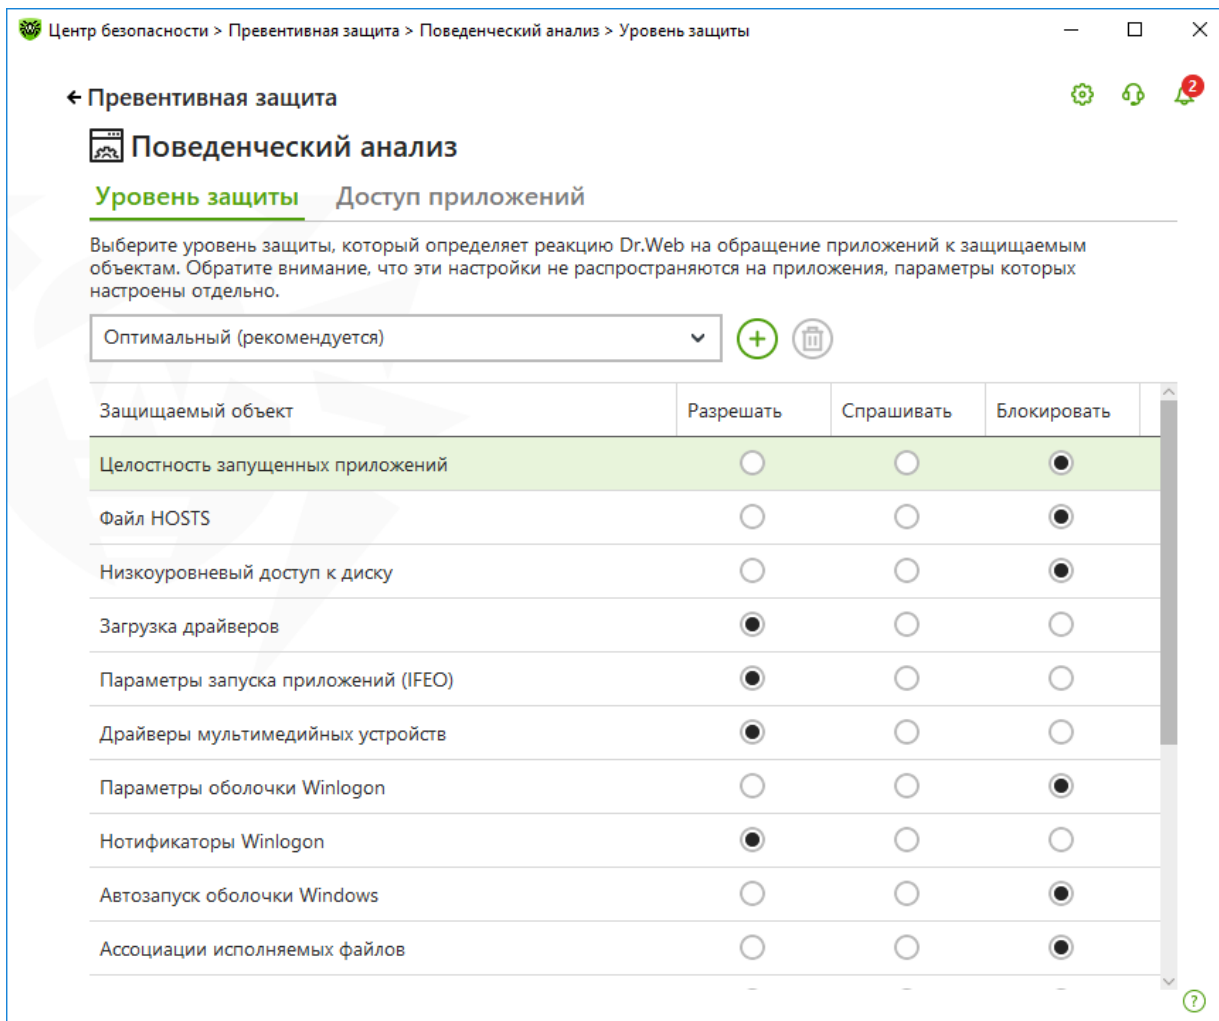 Центр безопасности > Превентивная защита > Поведенческий анализ > Уровень защиты
Превентивная защита
2
Поведенческий анализ
Уровень защиты Доступ приложений
Выберите уровень защиты, который определяет реакцию Dr.Web на обращение приложений к защищаемым
объектам. Обратите внимание, что эти настройки не распространяются на приложения, параметры которых
настроены отдельно.
Оптимальный (рекомендуется)
Защищаемый объект Разрешать Спрашивать Блокировать
Целостность запущенных приложений
Файл HOSTS
Низкоуровневый доступ к диску
Загрузка драйверов
Параметры запуска приложений (IFEO)
Драйверы мультимедийных устройств
Параметры оболочки Winlogon
Нотификаторы Winlogon
Автозапуск оболочки Windows
Ассоциации исполняемых файлов
?